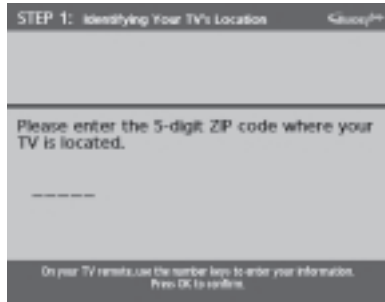 STEP 1: Identifying Your TV's Location
Please enter the 5-digit ZIP code where your
TV is located.
_ _ _ _ _
On your TV remote, use the number keys to enter your information.
Press OK to confirm.